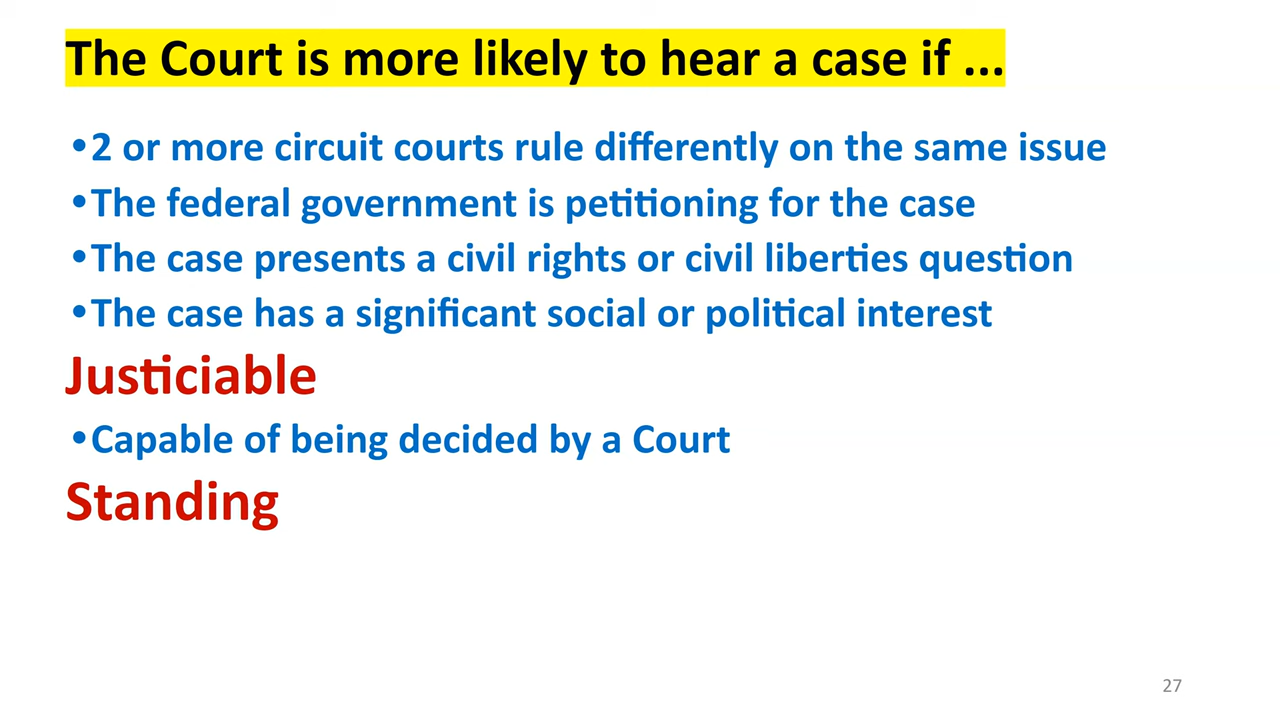 The Court is more likely to hear a case if ...
•2 or more circuit courts rule differently on the same issue
•The federal government is petitioning for the case
•The case presents a civil rights or civil liberties question
•The case has a significant social or political interest
Justiciable
•Capable of being decided by a Court
Standing
27